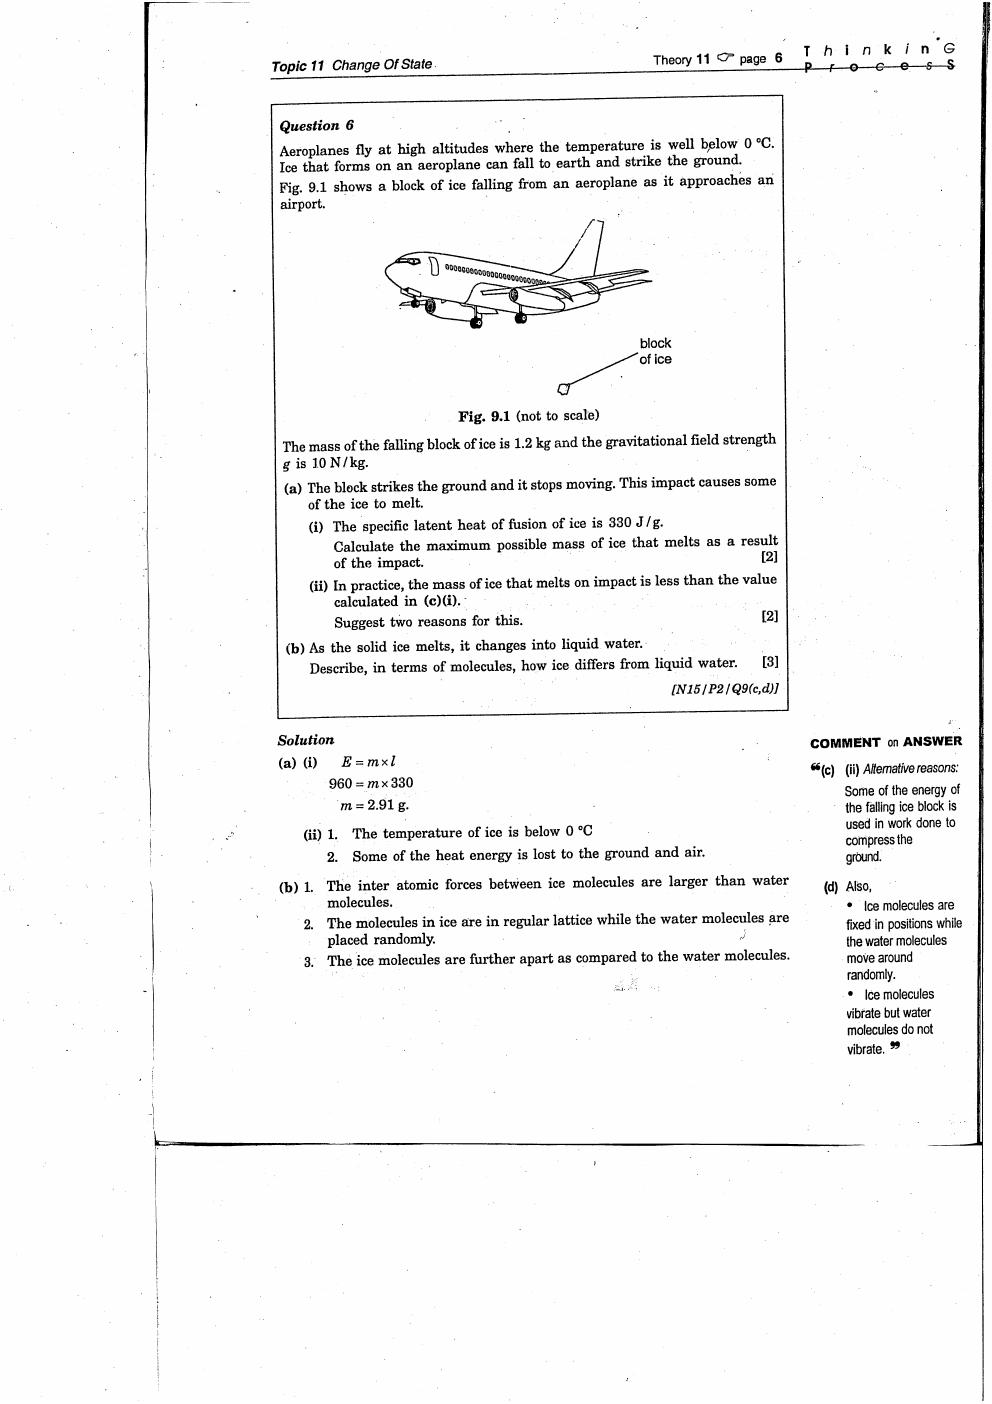 Topic 11 Change Of State
Theory 11 ☞ page 6
T h i n k i n G
P r o c e s s
Question 6
Aeroplanes fly at high altitudes where the temperature is well below 0 °C.
Ice that forms on an aeroplane can fall to earth and strike the ground.
Fig. 9.1 shows a block of ice falling from an aeroplane as it approaches an
airport.
block
of ice
Fig. 9.1 (not to scale)
The mass of the falling block of ice is 1.2 kg and the gravitational field strength
g is 10 N/kg.
(a) The block strikes the ground and it stops moving. This impact causes some
of the ice to melt.
(i) The specific latent heat of fusion of ice is 330 J/g.
Calculate the maximum possible mass of ice that melts as a result
of the impact. [2]
(ii) In practice, the mass of ice that melts on impact is less than the value
calculated in (c)(i).
Suggest two reasons for this. [2]
(b) As the solid ice melts, it changes into liquid water.
Describe, in terms of molecules, how ice differs from liquid water. [3]
[N15/P2/Q9(c,d)]
Solution
(a) (i) E = m × l
960 = m × 330
m = 2.91 g.
(ii) 1. The temperature of ice is below 0 °C
2. Some of the heat energy is lost to the ground and air.
(b) 1. The inter atomic forces between ice molecules are larger than water
molecules.
2. The molecules in ice are in regular lattice while the water molecules are
placed randomly.
3. The ice molecules are further apart as compared to the water molecules.
COMMENT on ANSWER
❝(c) (ii) Alternative reasons:
Some of the energy of
the falling ice block is
used in work done to
compress the
ground.
(d) Also,
• Ice molecules are
fixed in positions while
the water molecules
move around
randomly.
• Ice molecules
vibrate but water
molecules do not
vibrate. ❞